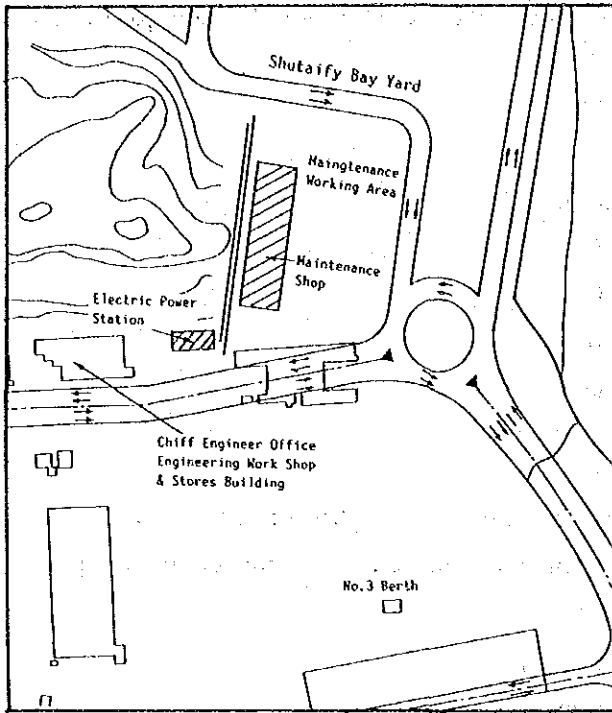 Shutaify Bay Yard
Haingtenance
Working Area
Maintenance
Shop
Electric Power
Station
Chiff Engineer Office
Engineering Work Shop
& Stores Building
No.3 Berth